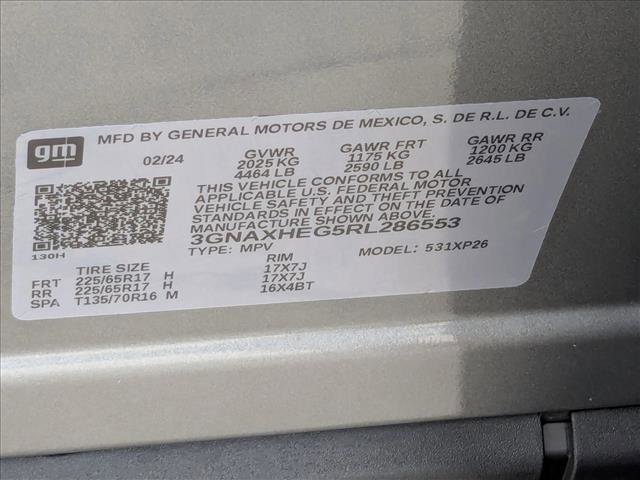 gm
MFD BY GENERAL MOTORS DE MEXICO, S. DE R.L. DE C.V.
02/24 GVWR GAWR FRT GAWR RR
2025 KG 1175 KG 1200 KG
4464 LB 2590 LB 2645 LB
THIS VEHICLE CONFORMS TO ALL
APPLICABLE U.S. FEDERAL MOTOR
VEHICLE SAFETY AND THEFT PREVENTION
STANDARDS IN EFFECT ON THE DATE OF
MANUFACTURE SHOWN ABOVE.
3GNAXHEG5RL286553
130H
TYPE: MPV MODEL: 531XP26
TIRE SIZE RIM
FRT 225/65R17 H 17X7J
RR 225/65R17 H 17X7J
SPA T135/70R16 M 16X4BT